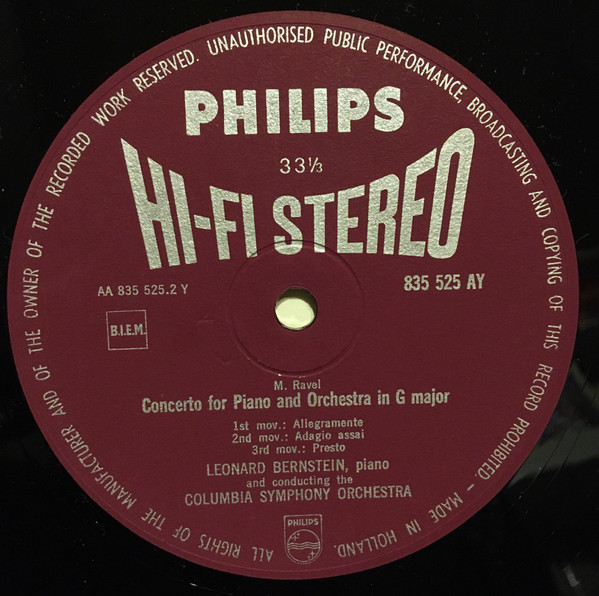 ALL RIGHTS OF THE MANUFACTURER AND OF THE OWNER OF THE RECORDED WORK RESERVED. UNAUTHORISED PUBLIC PERFORMANCE, BROADCASTING AND COPYING OF THIS RECORD PROHIBITED. – MADE IN HOLLAND.
PHILIPS
33⅓
HI-FI STEREO
AA 835 525.2 Y
835 525 AY
B.I.E.M.
M. Ravel
Concerto for Piano and Orchestra in G major
1st mov.: Allegramente
2nd mov.: Adagio assai
3rd mov.: Presto
LEONARD BERNSTEIN, piano
and conducting the
COLUMBIA SYMPHONY ORCHESTRA
PHILIPS